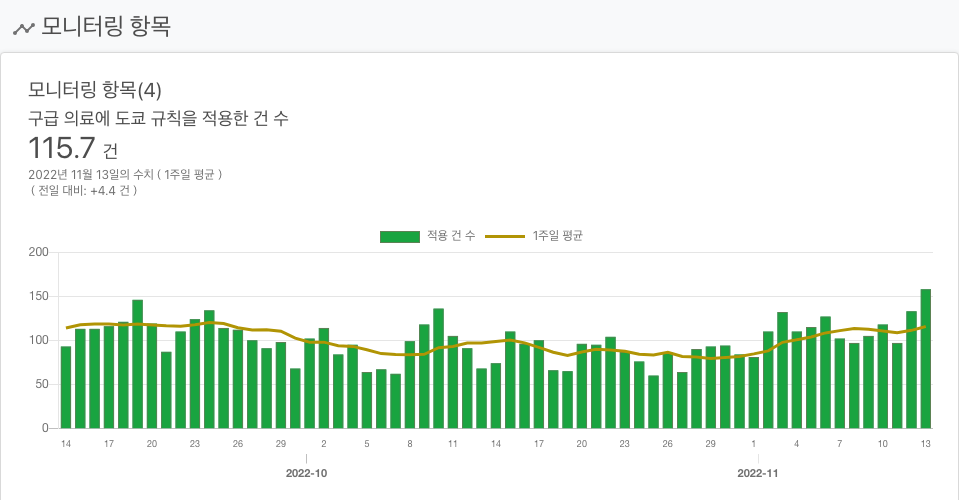 모니터링 항목
모니터링 항목(4)
구급 의료에 도쿄 규칙을 적용한 건 수
115.7 건
2022년 11월 13일의 수치 ( 1주일 평균 )
( 전일 대비: +4.4 건 )
적용 건 수 1주일 평균
200
150
100
50
0
14 17 20 23 26 29 2 5 8 11 14 17 20 23 26 29 1 4 7 10 13
2022-10 2022-11